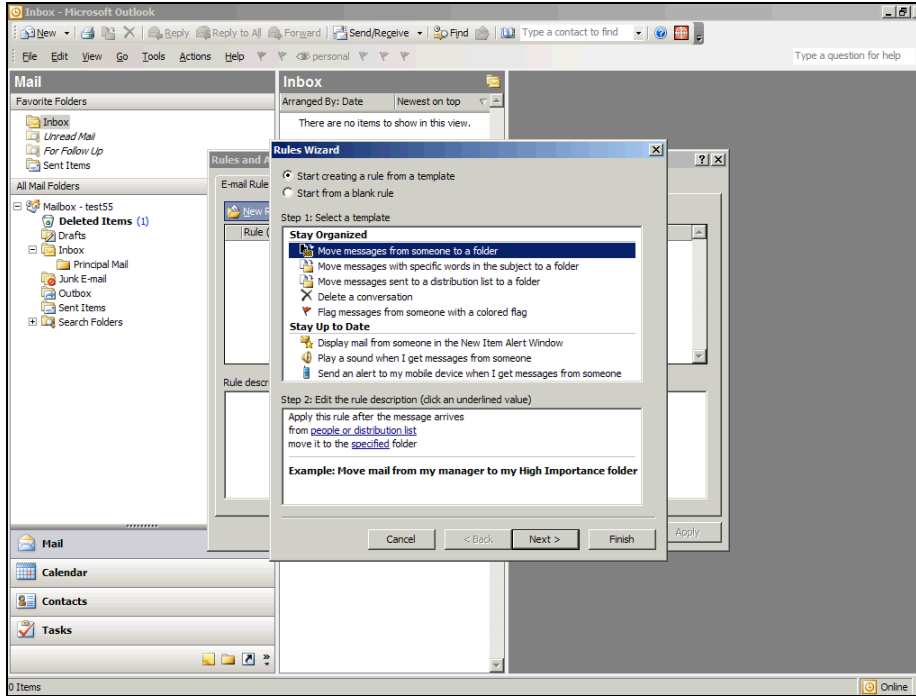 Inbox - Microsoft Outlook
New Reply Reply to All Forward Send/Receive Find Type a contact to find
File Edit View Go Tools Actions Help personal Type a question for help
Mail
Favorite Folders
Inbox
Unread Mail
For Follow Up
Sent Items
All Mail Folders
Mailbox - test55
Deleted Items (1)
Drafts
Inbox
Principal Mail
Junk E-mail
Outbox
Sent Items
Search Folders
Mail
Calendar
Contacts
Tasks
Inbox
Arranged By: Date Newest on top
There are no items to show in this view.
Rules and A
E-mail Rule
New R
Rule (
Rule descr
Apply
Rules Wizard
Start creating a rule from a template
Start from a blank rule
Step 1: Select a template
Stay Organized
Move messages from someone to a folder
Move messages with specific words in the subject to a folder
Move messages sent to a distribution list to a folder
Delete a conversation
Flag messages from someone with a colored flag
Stay Up to Date
Display mail from someone in the New Item Alert Window
Play a sound when I get messages from someone
Send an alert to my mobile device when I get messages from someone
Step 2: Edit the rule description (click an underlined value)
Apply this rule after the message arrives
from people or distribution list
move it to the specified folder
Example: Move mail from my manager to my High Importance folder
Cancel < Back Next > Finish
0 Items Online